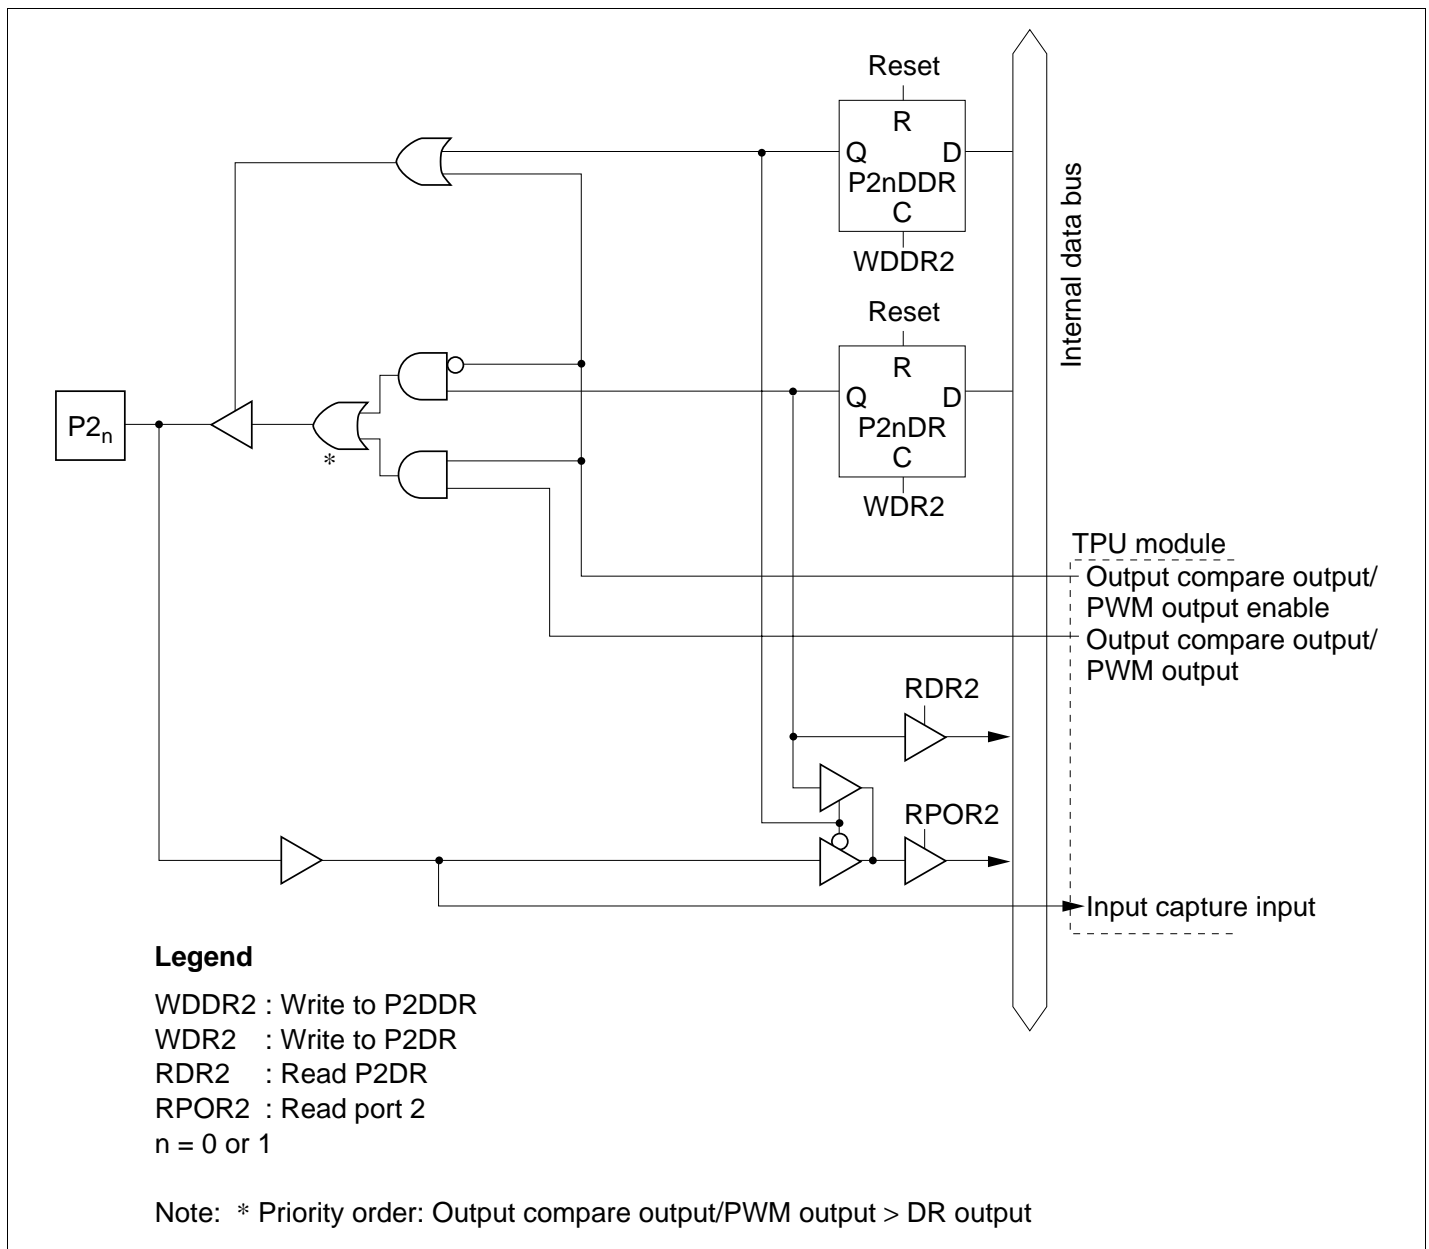 Reset
R
Q D
P2nDDR
C
WDDR2
Internal data bus
Reset
R
Q D
P2nDR
C
WDR2
P2n
*
TPU module
Output compare output/
PWM output enable
Output compare output/
PWM output
RDR2
RPOR2
Input capture input
Legend
WDDR2 : Write to P2DDR
WDR2 : Write to P2DR
RDR2 : Read P2DR
RPOR2 : Read port 2
n = 0 or 1
Note: * Priority order: Output compare output/PWM output > DR output